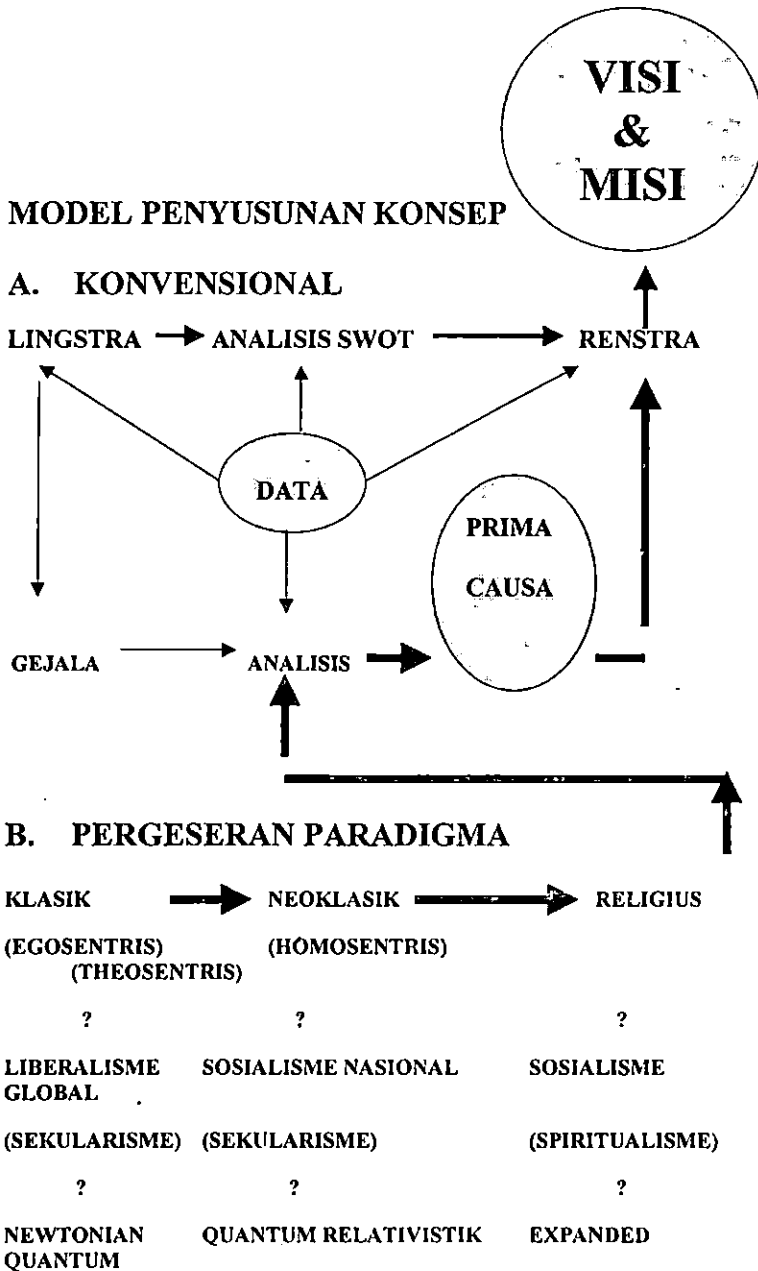 VISI
&
MISI
MODEL PENYUSUNAN KONSEP
A. KONVENSIONAL
LINGSTRA ANALISIS SWOT RENSTRA
DATA
PRIMA
CAUSA
GEJALA ANALISIS
B. PERGESERAN PARADIGMA
KLASIK NEOKLASIK RELIGIUS
(EGOSENTRIS) (HOMOSENTRIS)
(THEOSENTRIS)
? ? ?
LIBERALISME SOSIALISME NASIONAL SOSIALISME
GLOBAL
(SEKULARISME) (SEKULARISME) (SPIRITUALISME)
? ? ?
NEWTONIAN QUANTUM RELATIVISTIK EXPANDED
QUANTUM